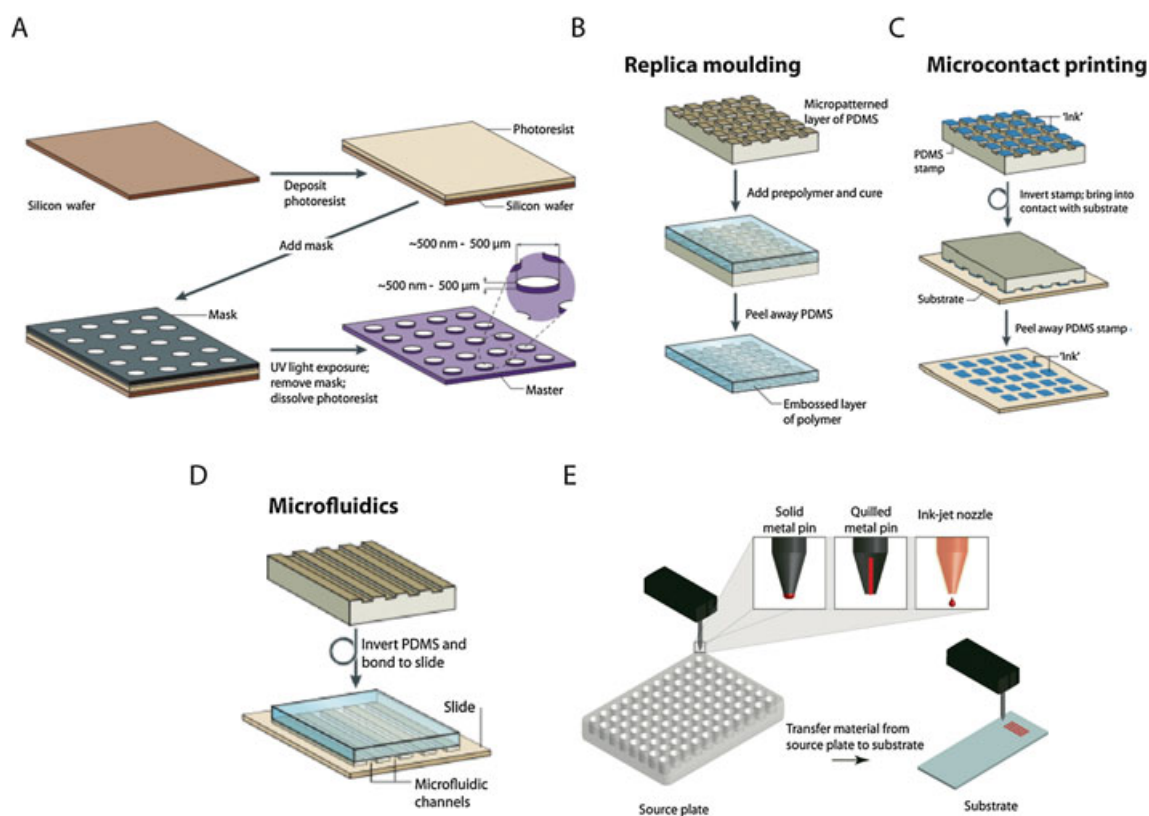 A
Silicon wafer
Deposit
photoresist
Photoresist
Silicon wafer
Add mask
~500 nm - 500 µm
~500 nm - 500 µm
Mask
UV light exposure;
remove mask;
dissolve photoresist
Master
B
Replica moulding
Micropatterned
layer of PDMS
Add prepolymer and cure
Peel away PDMS
Embossed layer
of polymer
C
Microcontact printing
'Ink'
PDMS
stamp
Invert stamp; bring into
contact with substrate
Substrate
Peel away PDMS stamp
'Ink'
D
Microfluidics
Invert PDMS and
bond to slide
Slide
Microfluidic
channels
E
Solid
metal pin
Quilled
metal pin
Ink-jet nozzle
Transfer material from
source plate to substrate
Source plate
Substrate